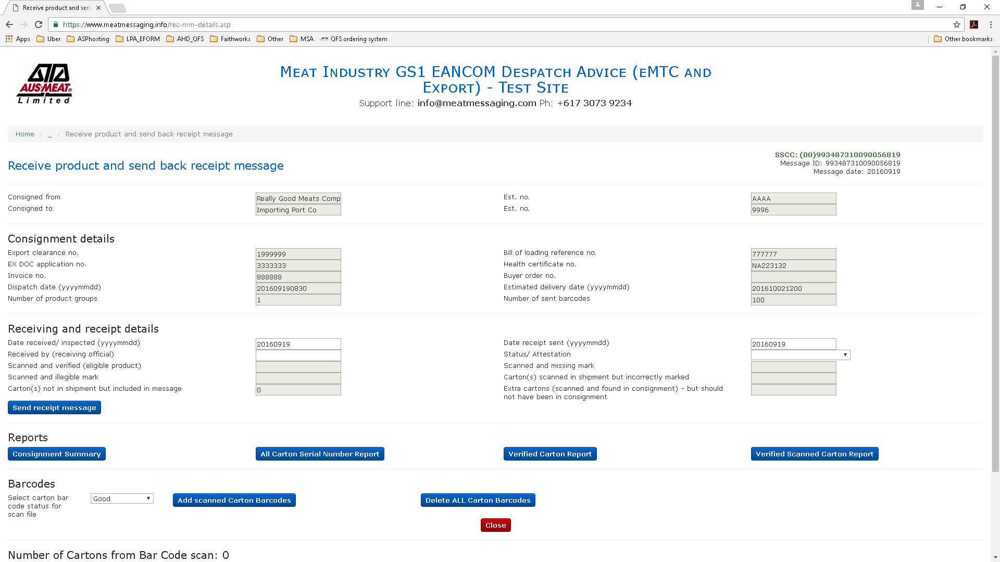 Receive product and sen
https://www.meatmessaging.info/rec-mm-details.asp
Apps Uber ASPhosting LPA_EFORM AHD_QFS Faithworks Other MSA QFS ordering system Other bookmarks
AUS-MEAT®
Limited
Meat Industry GS1 EANCOM Despatch Advice (eMTC and
Export) - Test Site
Support line: info@meatmessaging.com Ph: +617 3073 9234
Home / _ / Receive product and send back receipt message
SSCC: (00)993487310090056819
Receive product and send back receipt message
Message ID: 993487310090056819
Message date: 20160919
Consigned from Really Good Meats Comp Est. no. AAAA
Consigned to Importing Port Co Est. no. 9996
Consignment details
Export clearance no. 1999999 Bill of loading reference no. 777777
EX DOC application no. 3333333 Health certificate no. NA223132
Invoice no. 888888 Buyer order no.
Dispatch date (yyyymmdd) 201609190830 Estimated delivery date (yyyymmdd) 201610021200
Number of product groups 1 Number of sent barcodes 100
Receiving and receipt details
Date received/ inspected (yyyymmdd) 20160919 Date receipt sent (yyyymmdd) 20160919
Received by (receiving official) Status/ Attestation
Scanned and verified (eligible product) Scanned and missing mark
Scanned and illegible mark Carton(s) scanned in shipment but incorrectly marked
Carton(s) not in shipment but included in message 0 Extra cartons (scanned and found in consignment) - but should
not have been in consignment
Send receipt message
Reports
Consignment Summary All Carton Serial Number Report Verified Carton Report Verified Scanned Carton Report
Barcodes
Select carton bar
code status for
scan file
Good Add scanned Carton Barcodes Delete ALL Carton Barcodes
Close
Number of Cartons from Bar Code scan: 0